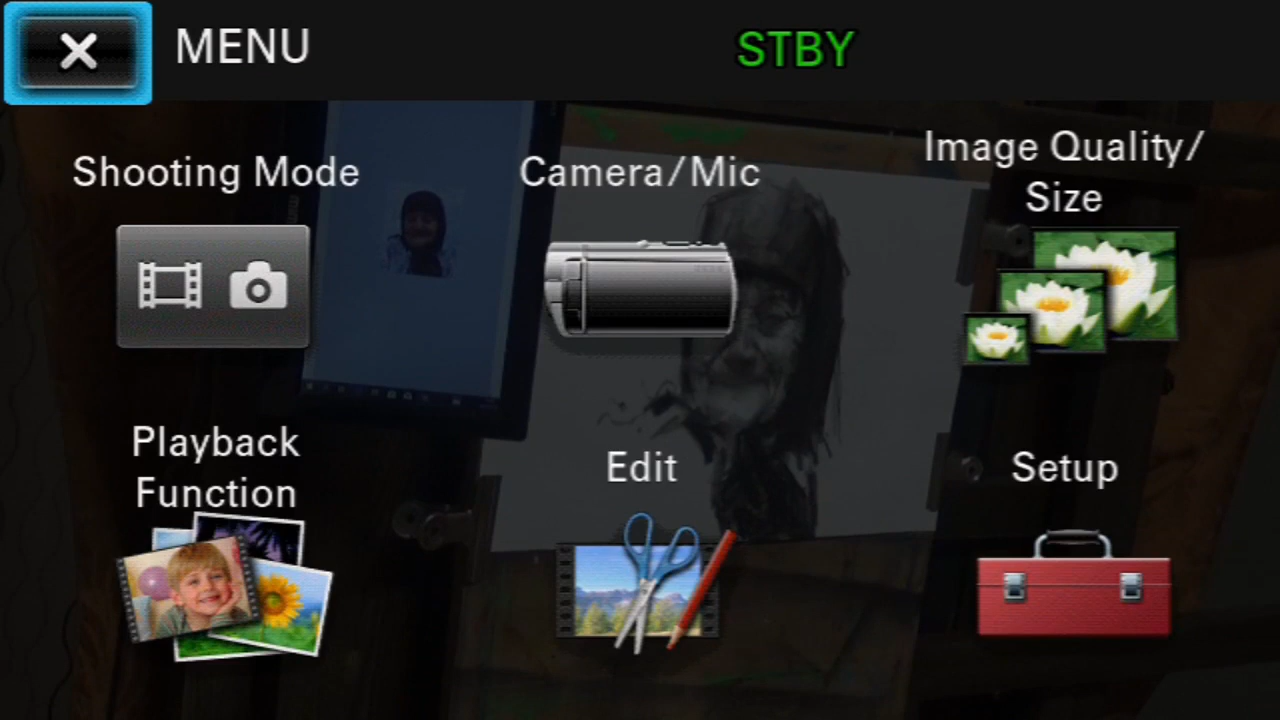 MENU
STBY
Shooting Mode
Camera/Mic
Image Quality/
Size
Playback
Function
Edit
Setup